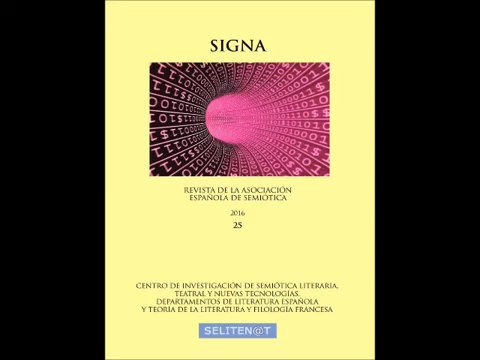 SIGNA
REVISTA DE LA ASOCIACIÓN
ESPAÑOLA DE SEMIÓTICA
2016
25
CENTRO DE INVESTIGACIÓN DE SEMIÓTICA LITERARIA,
TEATRAL Y NUEVAS TECNOLOGÍAS.
DEPARTAMENTOS DE LITERATURA ESPAÑOLA
Y TEORÍA DE LA LITERATURA Y FILOLOGÍA FRANCESA
SELITEN@T